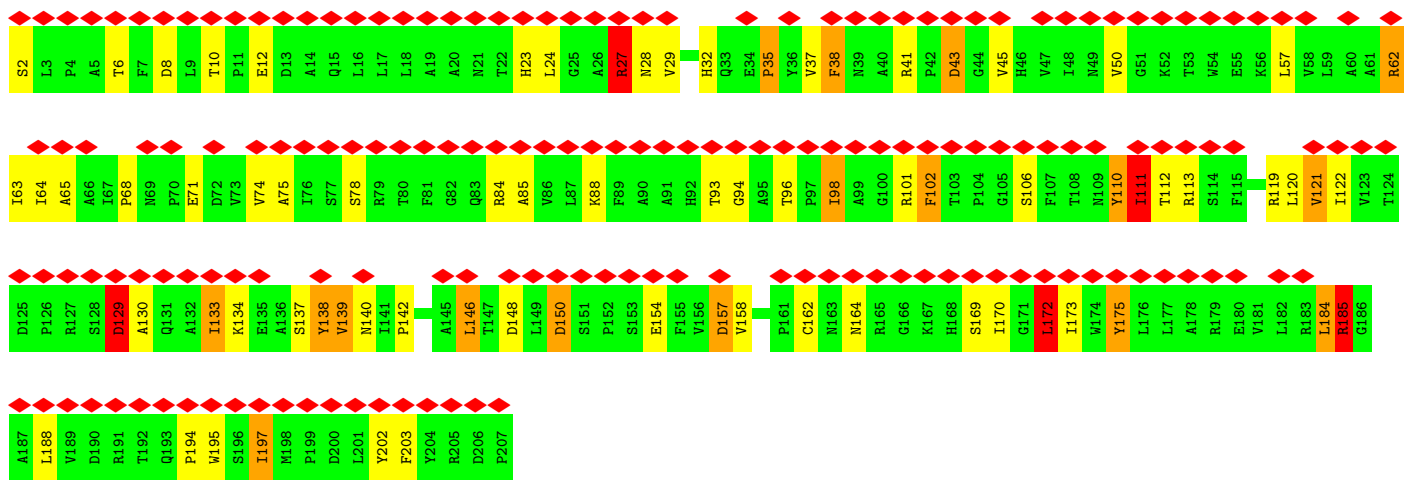 S2 L3 P4 A5 T6 F7 D8 L9 T10 P11 E12 D13 A14 Q15 L16 L17 L18 A19 A20 N21 T22 H23 L24 G25 A26 R27 N28 V29 H32 Q33 E34 P35 Y36 V37 F38 N39 A40 R41 P42 D43 G44 V45 H46 V47 I48 N49 V50 G51 K52 T53 W54 E55 K56 L57 V58 L59 A60 A61 R62
I63 I64 A65 A66 I67 P68 N69 P70 E71 D72 V73 V74 A75 I76 S77 S78 R79 T80 F81 G82 Q83 R84 A85 V86 L87 K88 F89 A90 A91 H92 T93 G94 A95 T96 P97 I98 A99 G100 R101 F102 T103 P104 G105 S106 F107 T108 N109 Y110 I111 T112 R113 S114 F115 R119 L120 V121 I122 V123 T124
D125 P126 R127 S128 D129 A130 Q131 A132 I133 K134 E135 A136 S137 Y138 V139 N140 I141 P142 A145 L146 T147 D148 L149 D150 S151 P152 S153 E154 F155 V156 D157 V158 P161 C162 N163 N164 R165 G166 K167 H168 S169 I170 G171 L172 I173 W174 Y175 L176 L177 A178 R179 E180 V181 L182 R183 L184 R185 G186
A187 L188 V189 D190 R191 T192 Q193 P194 W195 S196 I197 M198 P199 D200 L201 Y202 F203 Y204 R205 D206 P207